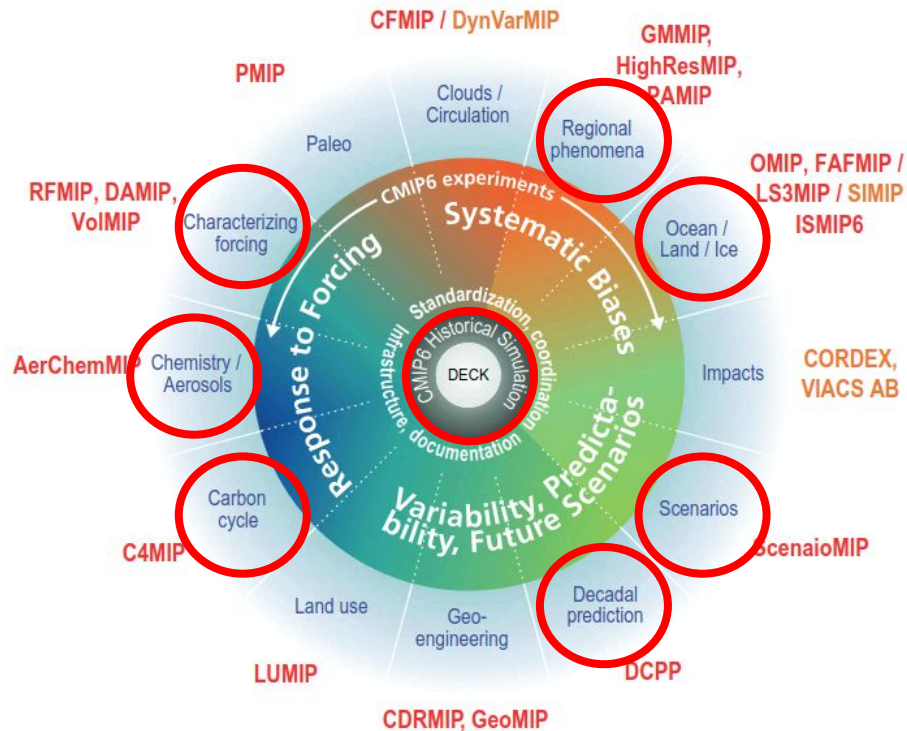 CFMIP / DynVarMIP
GMMIP,
HighResMIP,
PAMIP
PMIP
Clouds /
Circulation
Regional
phenomena
Paleo
OMIP, FAFMIP /
LS3MIP / SIMIP
ISMIP6
RFMIP, DAMIP,
VolMIP
Characterizing
forcing
CMIP6 experiments
Systematic Biases
Ocean /
Land / Ice
Response to Forcing
Standardization, coordination
Infrastructure, documentation
CMIP6 Historical Simulation
DECK
AerChemMIP
Chemistry /
Aerosols
Impacts
CORDEX,
VIACS AB
Variability, Predicta-
bility, Future Scenarios
Carbon
cycle
Scenarios
C4MIP
ScenaioMIP
Land use
Geo-
engineering
Decadal
prediction
LUMIP
DCPP
CDRMIP, GeoMIP